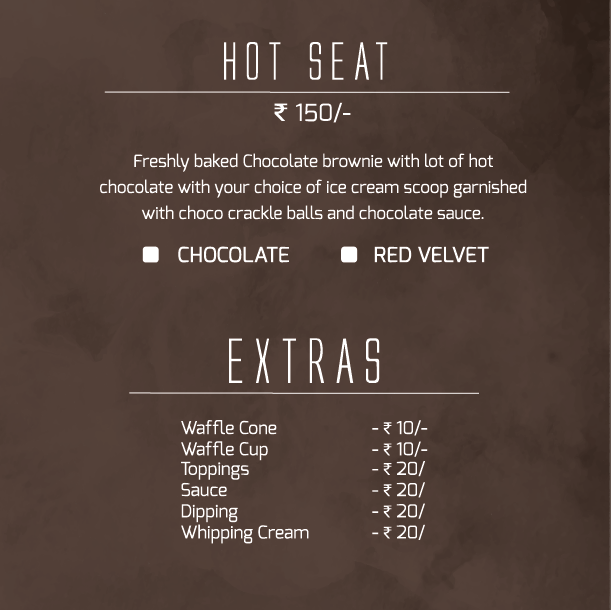 HOT SEAT
₹ 150/-
Freshly baked Chocolate brownie with lot of hot
chocolate with your choice of ice cream scoop garnished
with choco crackle balls and chocolate sauce.
CHOCOLATE RED VELVET
EXTRAS
Waffle Cone - ₹ 10/-
Waffle Cup - ₹ 10/-
Toppings - ₹ 20/
Sauce - ₹ 20/
Dipping - ₹ 20/
Whipping Cream - ₹ 20/